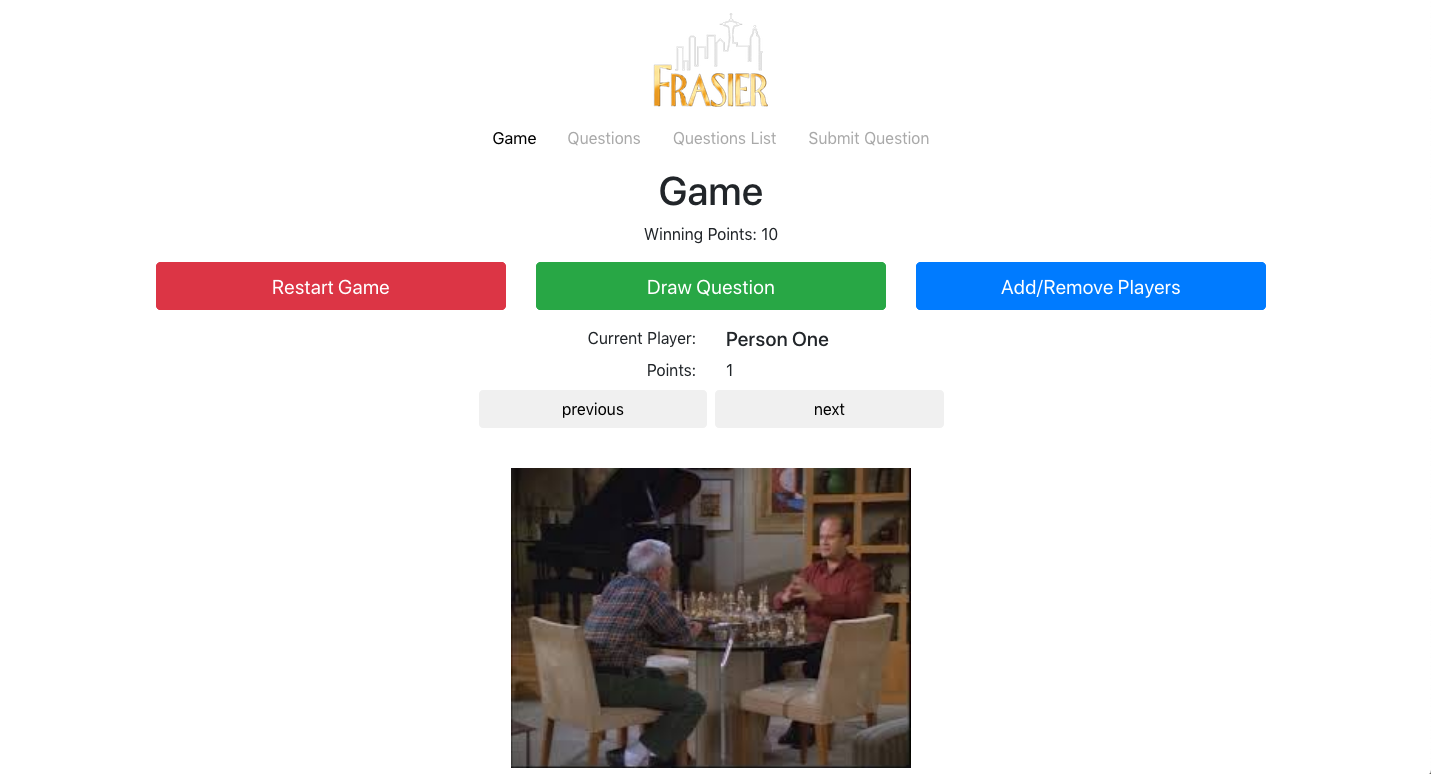 FRASIER
Game Questions Questions List Submit Question
Game
Winning Points: 10
Restart Game Draw Question Add/Remove Players
Current Player: Person One
Points: 1
previous next